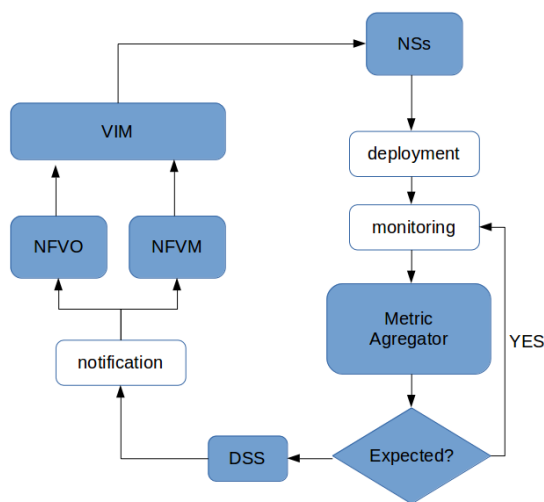 NSs
VIM
deployment
NFVO
NFVM
monitoring
Metric
Agregator
YES
notification
DSS
Expected?